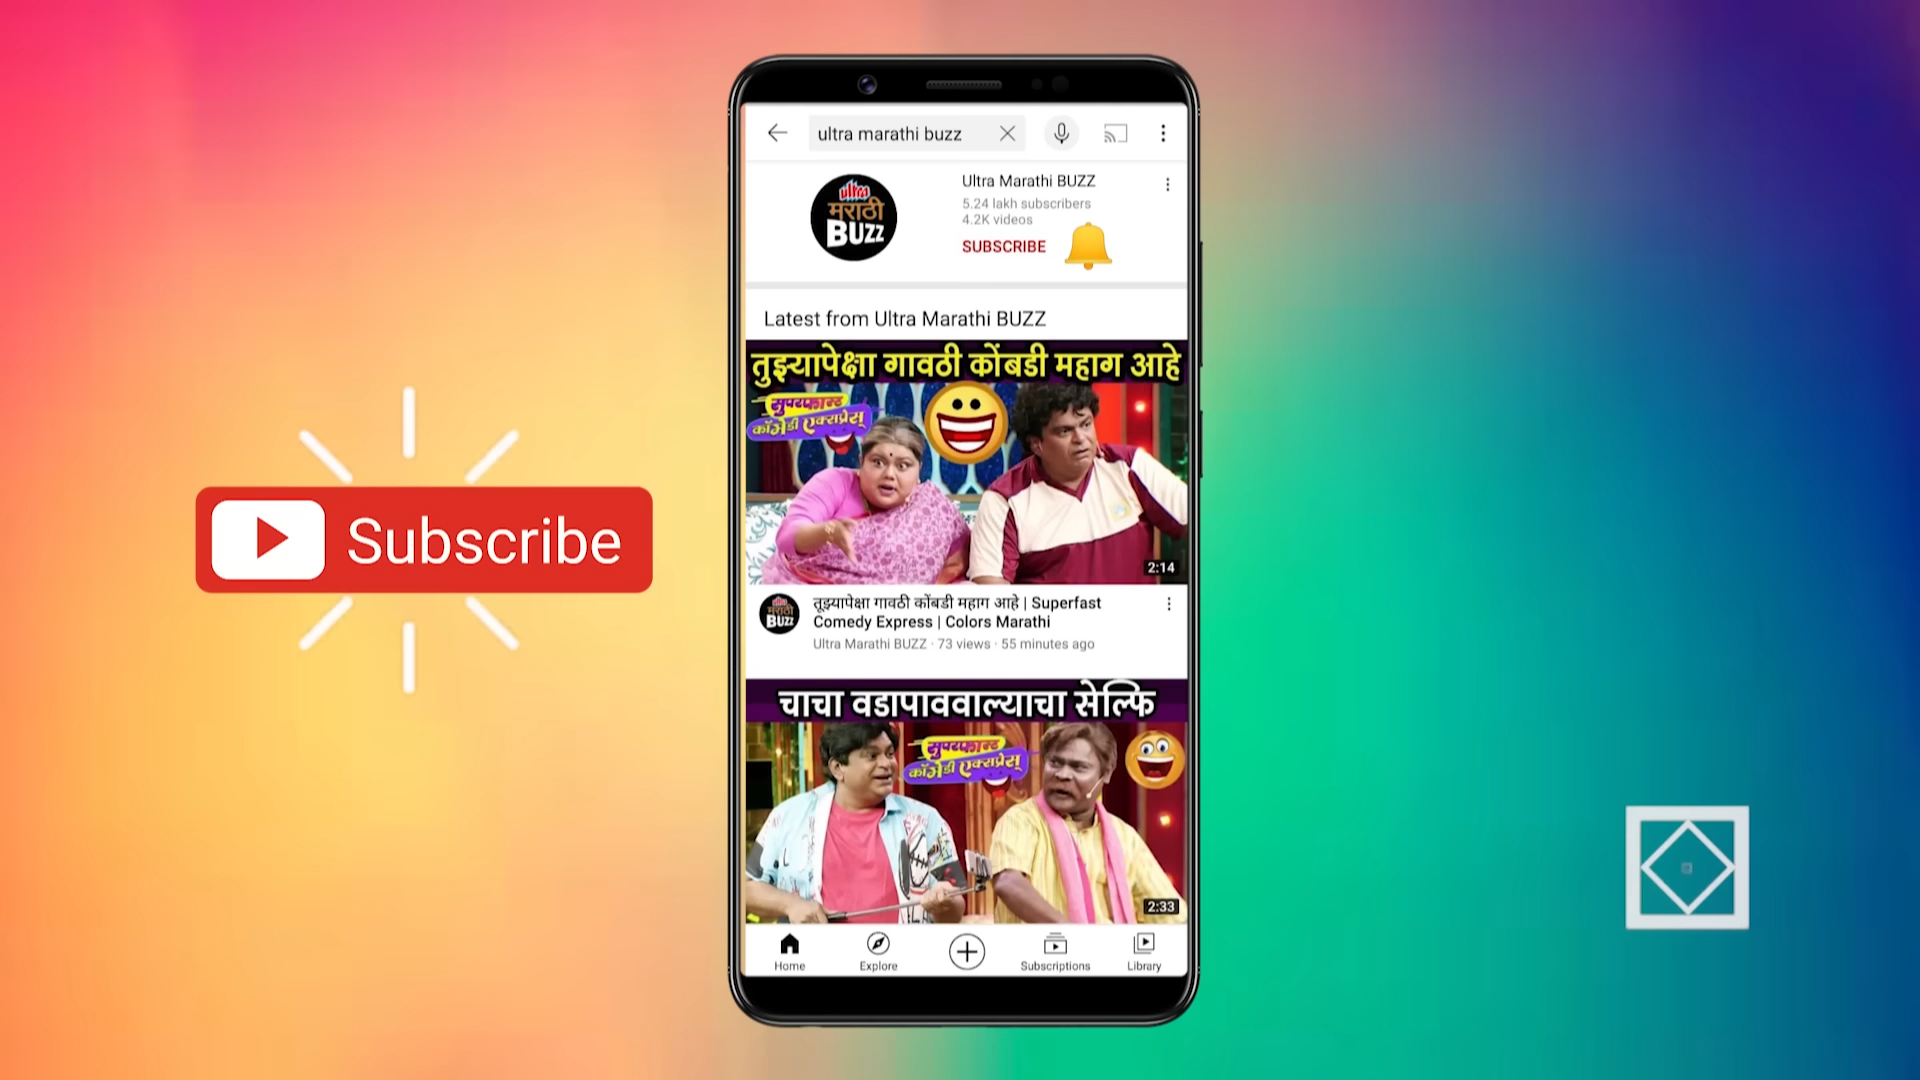 ultra marathi buzz
ultra
मराठी
BUZZ
Ultra Marathi BUZZ
5.24 lakh subscribers
4.2K videos
SUBSCRIBE
Latest from Ultra Marathi BUZZ
तुझ्यापेक्षा गावठी कोंबडी महाग आहे
सुपरफास्ट
कॉमेडी एक्सप्रेस्
2:14
ultra
मराठी
BUZZ
तूझ्यापेक्षा गावठी कोंबडी महाग आहे | Superfast
Comedy Express | Colors Marathi
Ultra Marathi BUZZ · 73 views · 55 minutes ago
Subscribe
चाचा वडापाववाल्याचा सेल्फि
सुपरफास्ट
कॉमेडी एक्सप्रेस्
2:33
Home
Explore
Subscriptions
Library